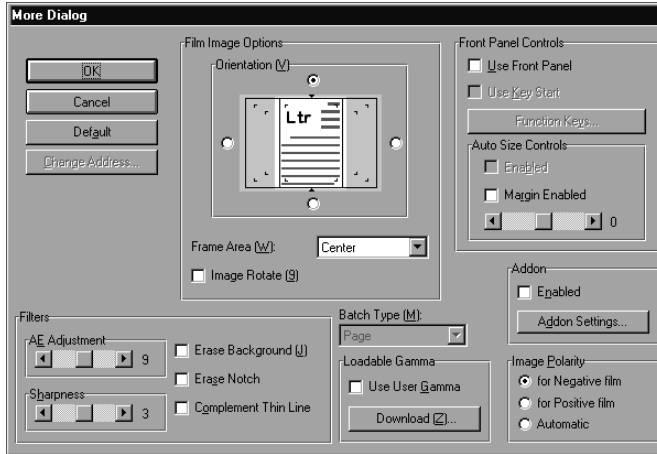 More Dialog
OK
Cancel
Default
Change Address...
Film Image Options
Orientation (V)
Ltr
Frame Area (W):
Center
Image Rotate (9)
Front Panel Controls
Use Front Panel
Use Key Start
Function Keys...
Auto Size Controls
Enabled
Margin Enabled
0
Addon
Enabled
Addon Settings...
Filters
AE Adjustment
9
Sharpness
3
Erase Background (J)
Erase Notch
Complement Thin Line
Batch Type (M):
Page
Loadable Gamma
Use User Gamma
Download (Z)...
Image Polarity
for Negative film
for Positive film
Automatic